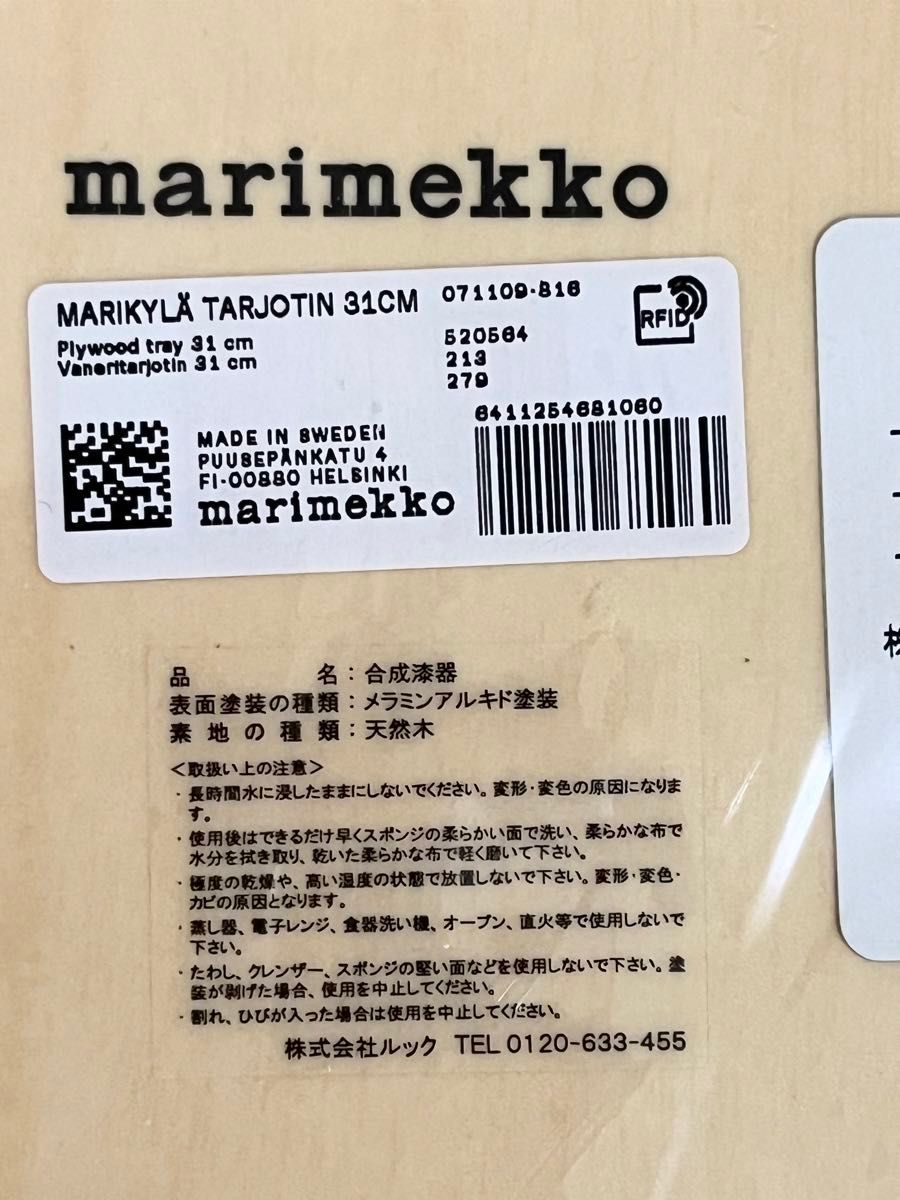 marimekko
MARIKYLÄ TARJOTIN 31CM
Plywood tray 31 cm
Vaneritarjotin 31 cm
071109-816
520564
213
279
RFID
6411254681060
MADE IN SWEDEN
PUUSEPÄNKATU 4
FI-00880 HELSINKI
marimekko
品名：合成漆器
表面塗装の種類：メラミンアルキド塗装
素地の種類：天然木
＜取扱い上の注意＞
・長時間水に浸したままにしないでください。変形・変色の原因になりま
す。
・使用後はできるだけ早くスポンジの柔らかい面で洗い、柔らかな布で
水分を拭き取り、乾いた柔らかな布で軽く磨いて下さい。
・極度の乾燥や、高い湿度の状態で放置しないで下さい。変形・変色・
カビの原因となります。
・蒸し器、電子レンジ、食器洗い機、オーブン、直火等で使用しないで
下さい。
・たわし、クレンザー、スポンジの堅い面などを使用しないで下さい。塗
装が剥げた場合、使用を中止してください。
・割れ、ひびが入った場合は使用を中止してください。
株式会社ルック TEL 0120-633-455